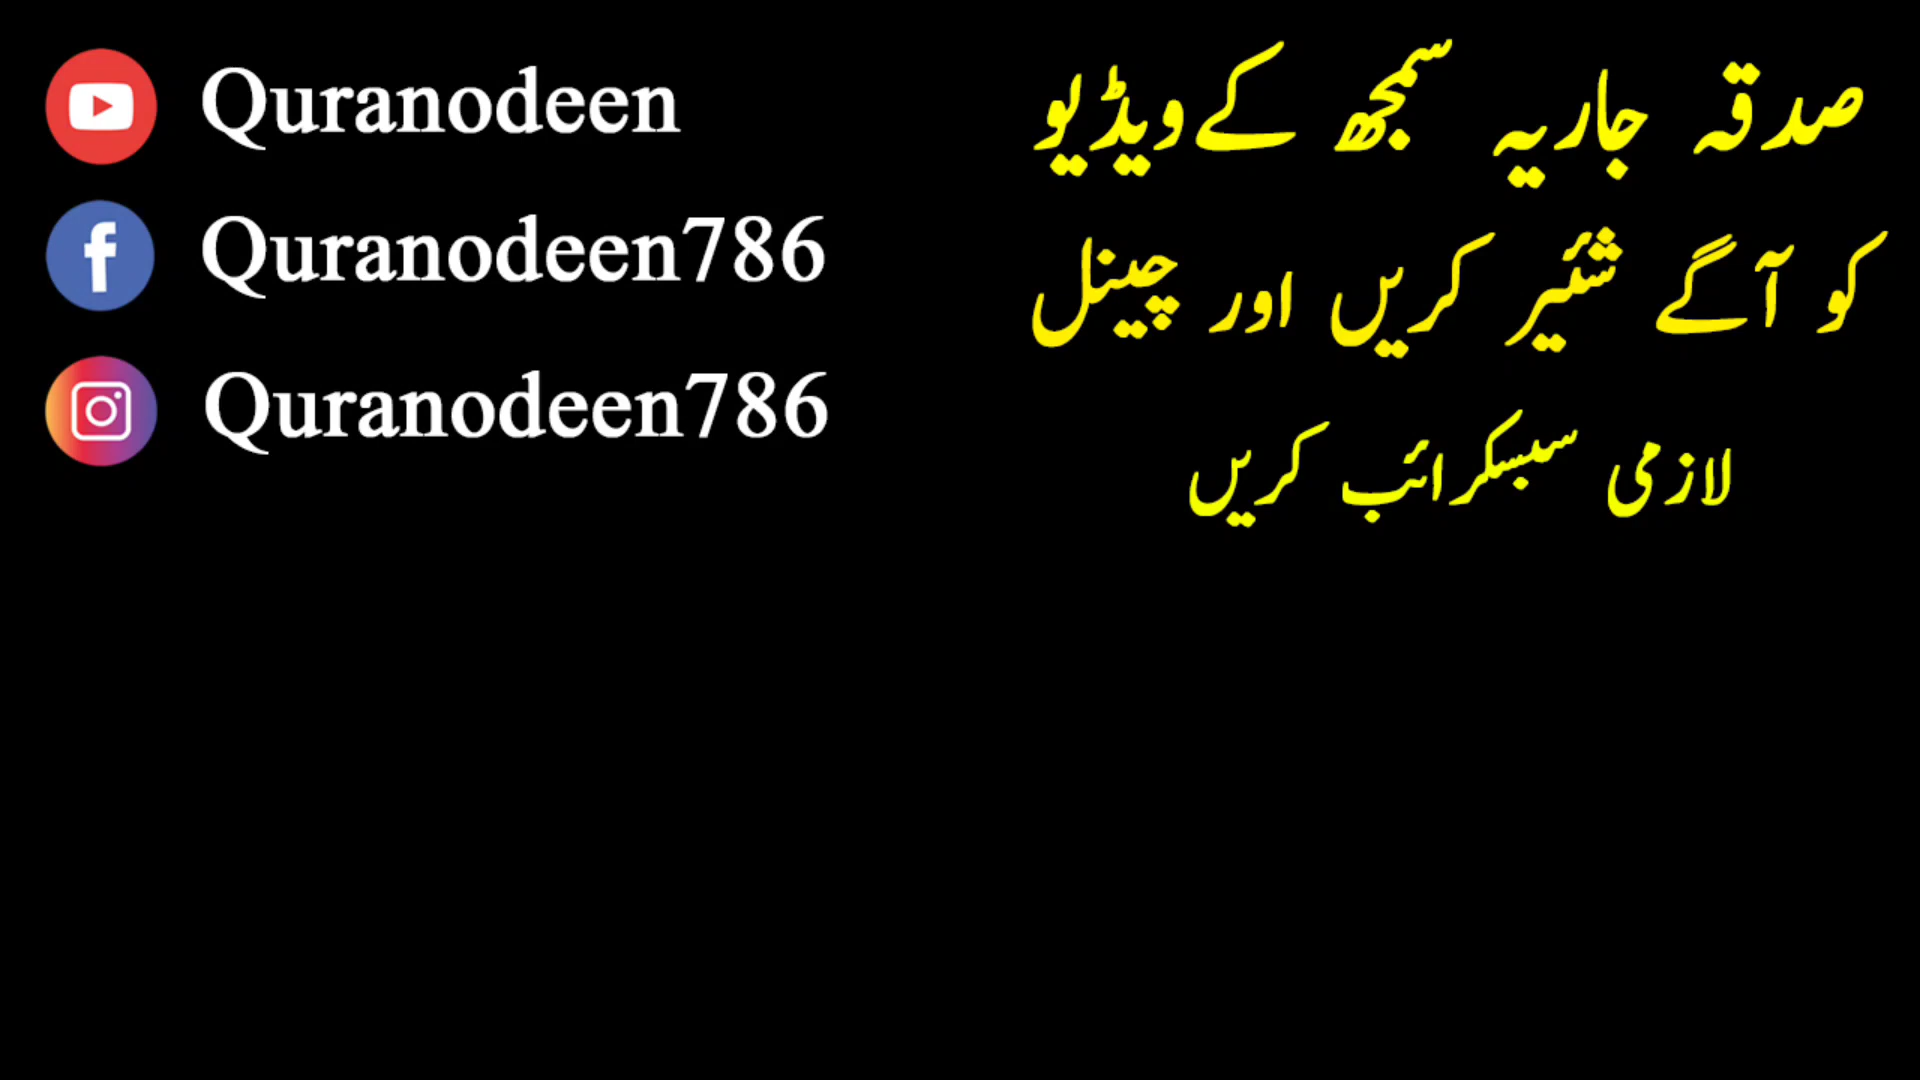 Quranodeen
Quranodeen786
Quranodeen786
صدقہ جاریہ سمجھ کے ویڈیو
کو آگے شئیر کریں اور چینل
لازمی سبسکرائب کریں